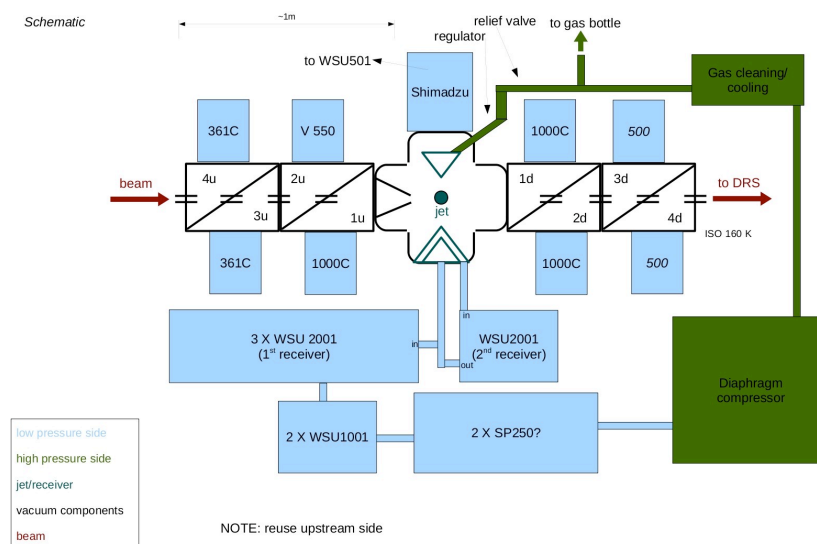 Schematic
~1m
relief valve
to gas bottle
regulator
to WSU501
Shimadzu
Gas cleaning/
cooling
361C
V 550
1000C
500
beam
4u
2u
1d
3d
to DRS
3u
1u
jet
2d
4d
ISO 160 K
361C
1000C
1000C
500
in
3 X WSU 2001
(1st receiver)
in
WSU2001
(2nd receiver)
out
Diaphragm
compressor
2 X WSU1001
2 X SP250?
low pressure side
high pressure side
jet/receiver
vacuum components
beam
NOTE: reuse upstream side